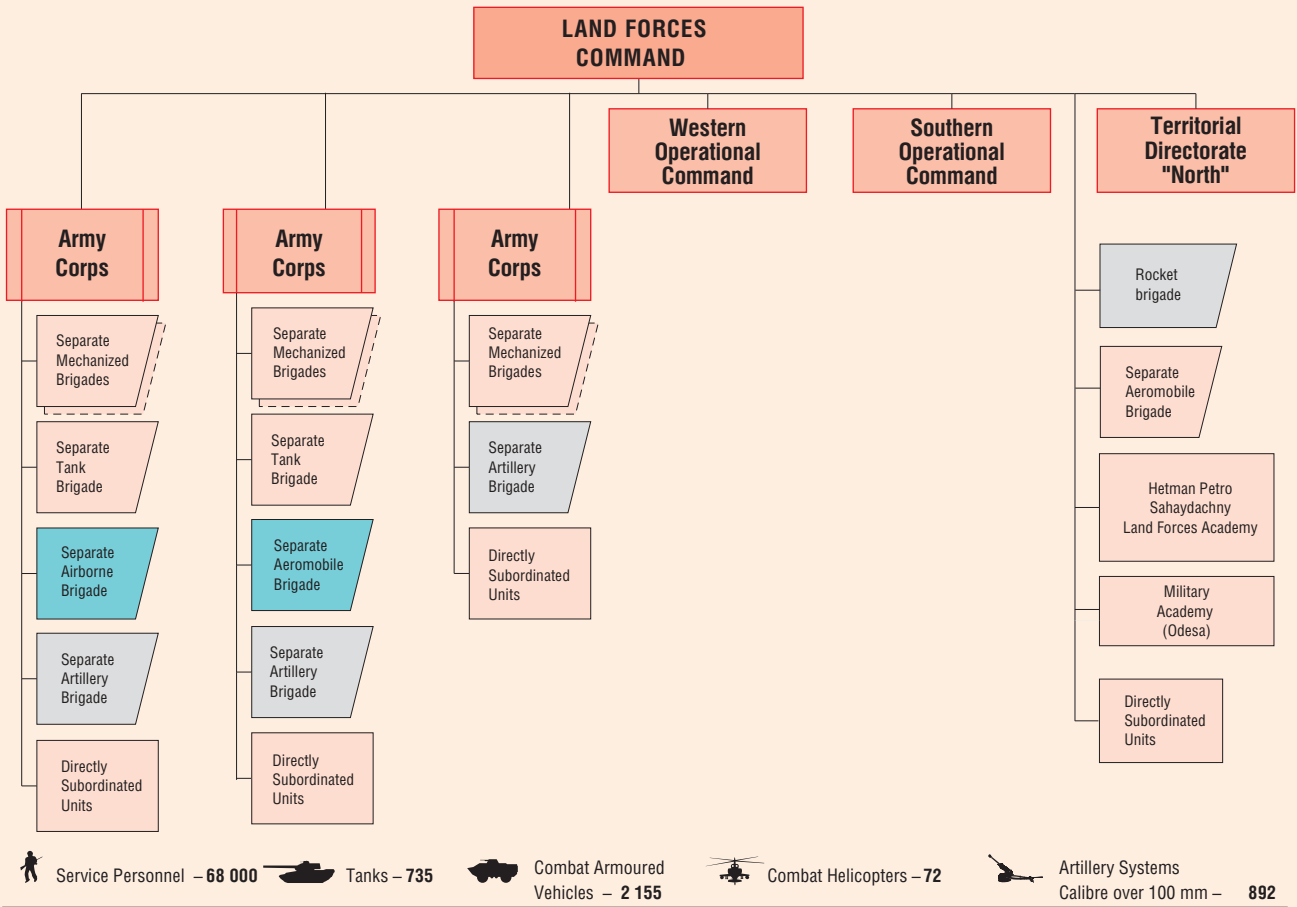 LAND FORCES
COMMAND
Western
Operational
Command
Southern
Operational
Command
Territorial
Directorate
"North"
Army
Corps
Separate
Mechanized
Brigades
Separate
Tank
Brigade
Separate
Airborne
Brigade
Separate
Artillery
Brigade
Directly
Subordinated
Units
Army
Corps
Separate
Mechanized
Brigades
Separate
Tank
Brigade
Separate
Aeromobile
Brigade
Separate
Artillery
Brigade
Directly
Subordinated
Units
Army
Corps
Separate
Mechanized
Brigades
Separate
Artillery
Brigade
Directly
Subordinated
Units
Rocket
brigade
Separate
Aeromobile
Brigade
Hetman Petro
Sahaydachny
Land Forces Academy
Military
Academy
(Odesa)
Directly
Subordinated
Units
Service Personnel – 68 000
Tanks – 735
Combat Armoured
Vehicles – 2 155
Combat Helicopters – 72
Artillery Systems
Calibre over 100 mm – 892